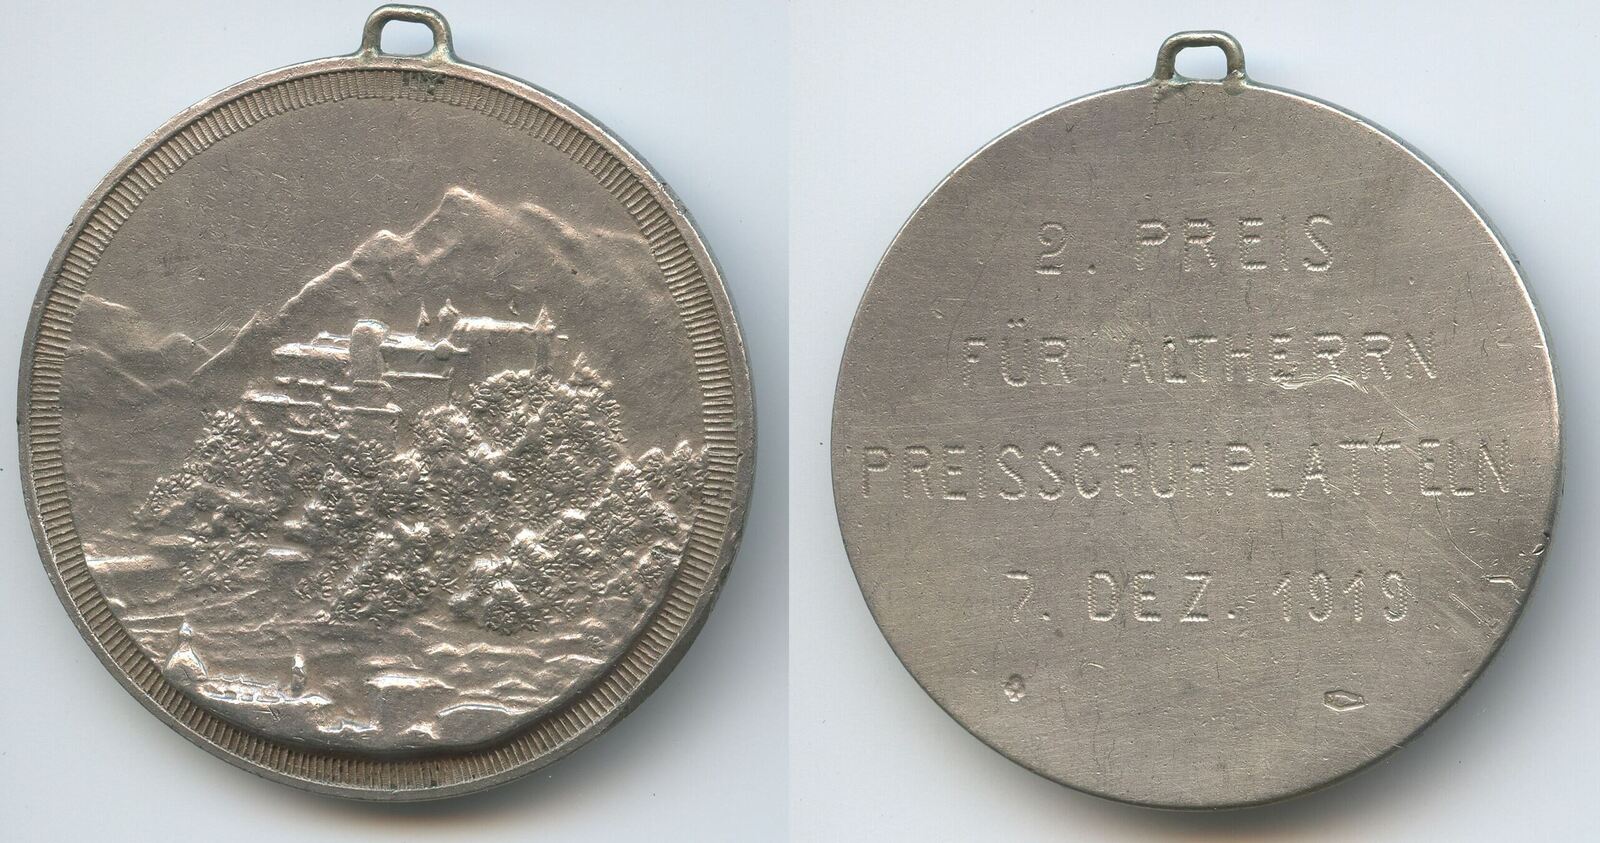 2. PREIS
FÜR ALTHERRN
PREISSCHUHPLATTELN
7. DEZ. 1919